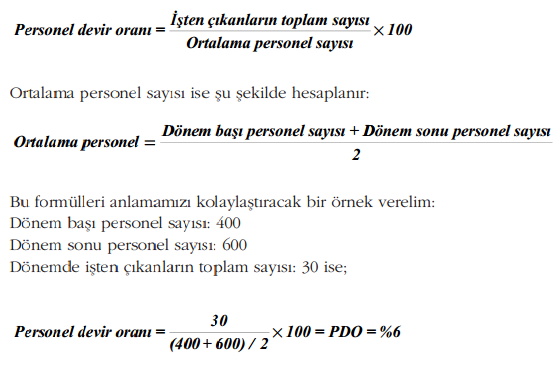 Personel devir oranı = İşten çıkanların toplam sayısı / Ortalama personel sayısı × 100
Ortalama personel sayısı ise şu şekilde hesaplanır:
Ortalama personel = Dönem başı personel sayısı + Dönem sonu personel sayısı / 2
Bu formülleri anlamamızı kolaylaştıracak bir örnek verelim:
Dönem başı personel sayısı: 400
Dönem sonu personel sayısı: 600
Dönemde işten çıkanların toplam sayısı: 30 ise;
Personel devir oranı = 30 / (400 + 600) / 2 × 100 = PDO = %6